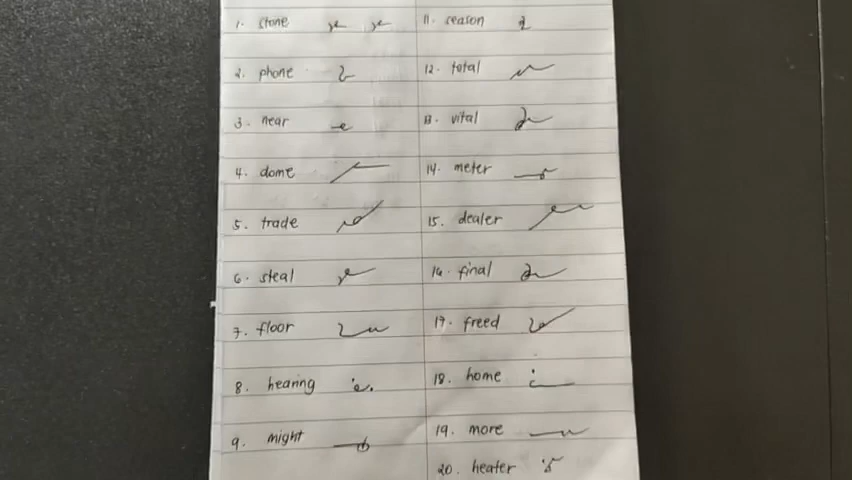 1. stone
2. phone
3. near
4. dome
5. trade
6. steal
7. floor
8. hearing
9. might
11. season
12. total
13. vital
14. meter
15. dealer
16. final
17. freed
18. home
19. more
20. heater